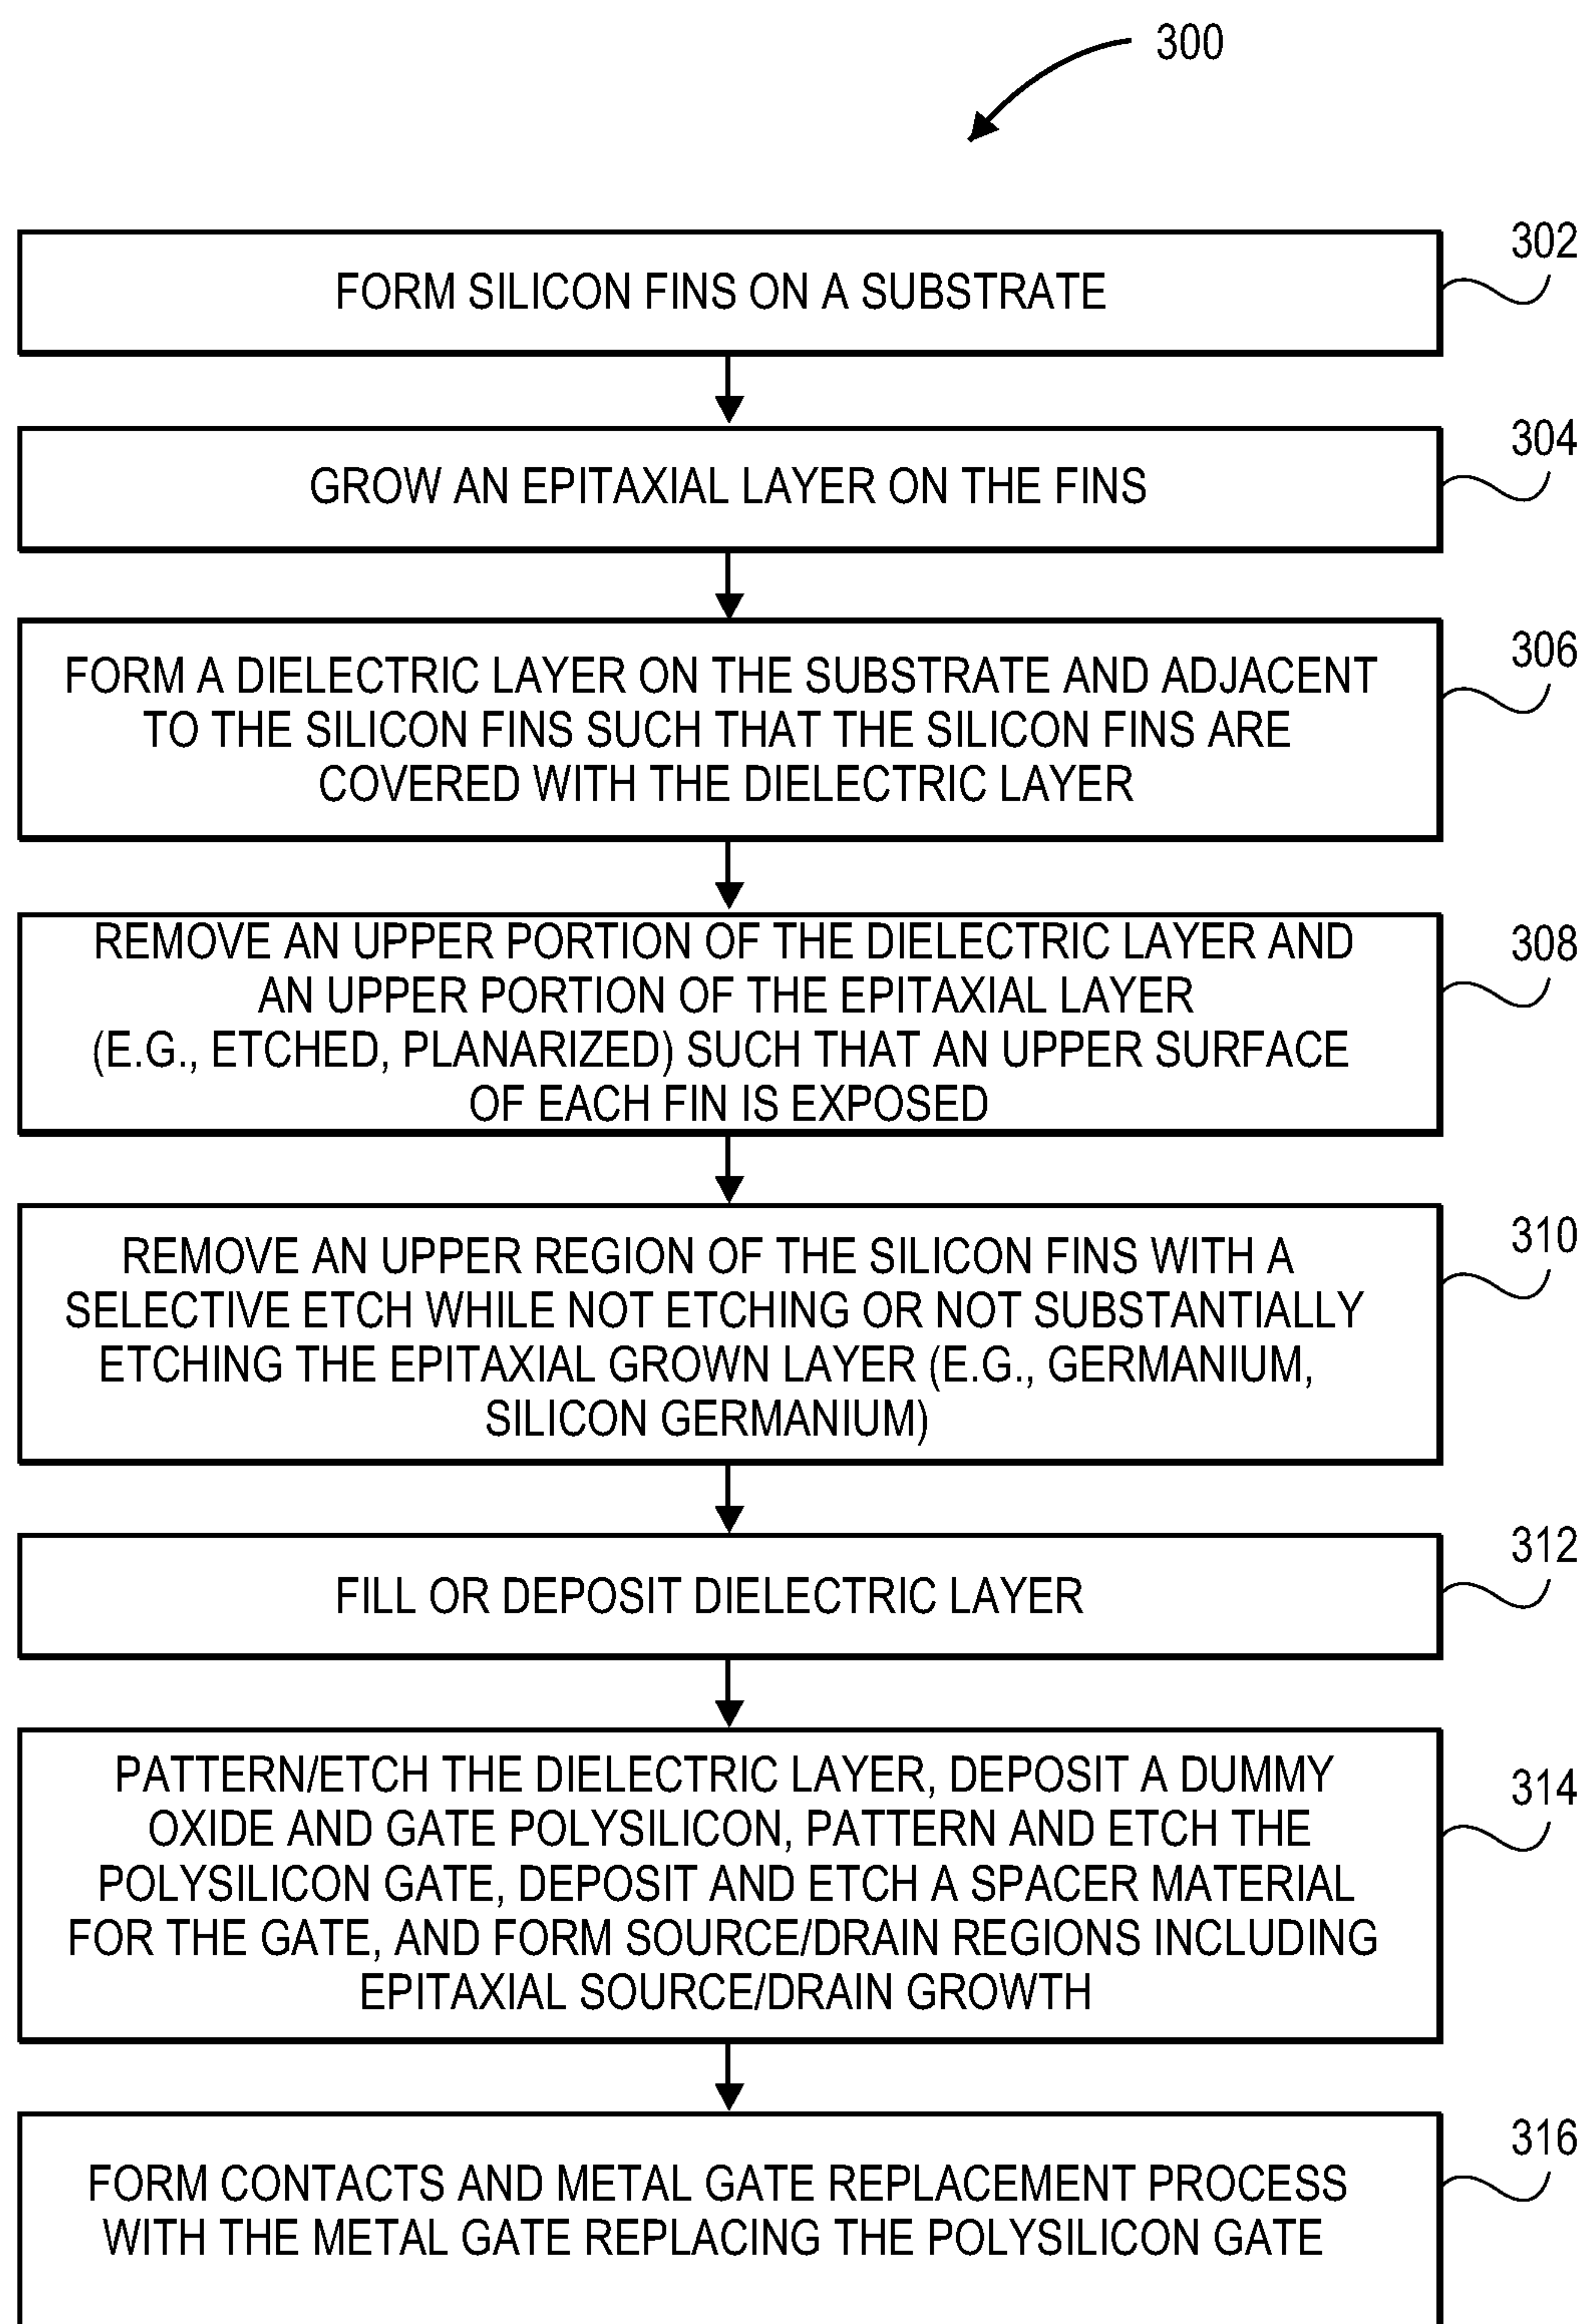 300
302
FORM SILICON FINS ON A SUBSTRATE
304
GROW AN EPITAXIAL LAYER ON THE FINS
306
FORM A DIELECTRIC LAYER ON THE SUBSTRATE AND ADJACENT
TO THE SILICON FINS SUCH THAT THE SILICON FINS ARE
COVERED WITH THE DIELECTRIC LAYER
308
REMOVE AN UPPER PORTION OF THE DIELECTRIC LAYER AND
AN UPPER PORTION OF THE EPITAXIAL LAYER
(E.G., ETCHED, PLANARIZED) SUCH THAT AN UPPER SURFACE
OF EACH FIN IS EXPOSED
310
REMOVE AN UPPER REGION OF THE SILICON FINS WITH A
SELECTIVE ETCH WHILE NOT ETCHING OR NOT SUBSTANTIALLY
ETCHING THE EPITAXIAL GROWN LAYER (E.G., GERMANIUM,
SILICON GERMANIUM)
312
FILL OR DEPOSIT DIELECTRIC LAYER
314
PATTERN/ETCH THE DIELECTRIC LAYER, DEPOSIT A DUMMY
OXIDE AND GATE POLYSILICON, PATTERN AND ETCH THE
POLYSILICON GATE, DEPOSIT AND ETCH A SPACER MATERIAL
FOR THE GATE, AND FORM SOURCE/DRAIN REGIONS INCLUDING
EPITAXIAL SOURCE/DRAIN GROWTH
316
FORM CONTACTS AND METAL GATE REPLACEMENT PROCESS
WITH THE METAL GATE REPLACING THE POLYSILICON GATE